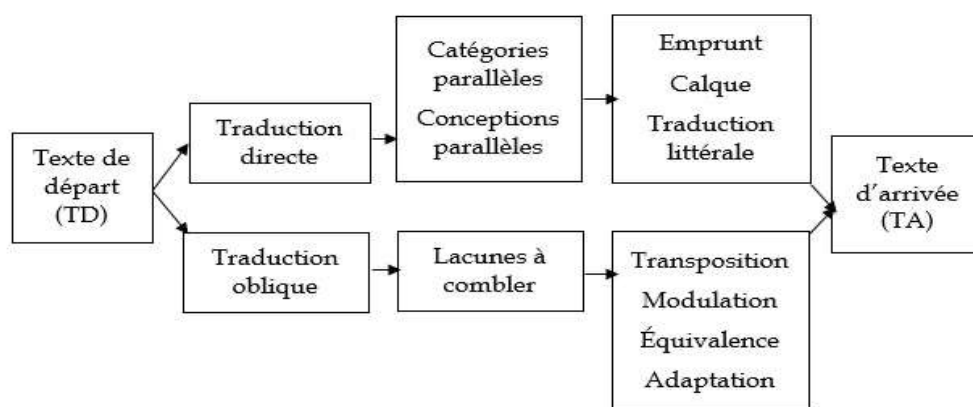 Texte de
départ
(TD)
Traduction
directe
Catégories
parallèles
Conceptions
parallèles
Emprunt
Calque
Traduction
littérale
Traduction
oblique
Lacunes à
combler
Transposition
Modulation
Équivalence
Adaptation
Texte
d’arrivée
(TA)